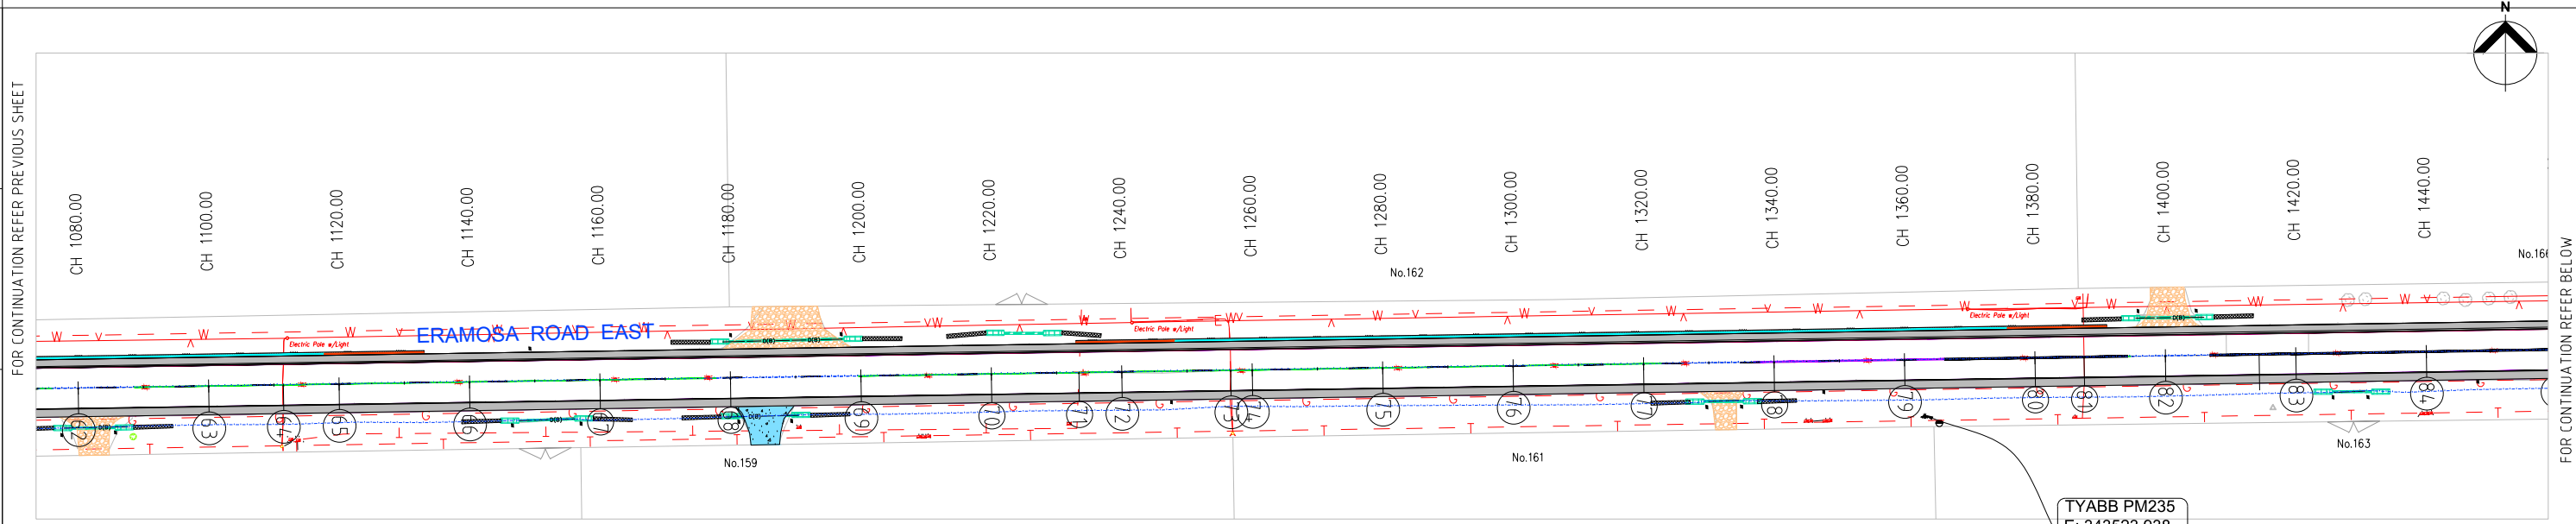 N
FOR CONTINUATION REFER PREVIOUS SHEET
CH 1080.00
CH 1100.00
CH 1120.00
CH 1140.00
CH 1160.00
CH 1180.00
CH 1200.00
CH 1220.00
CH 1240.00
CH 1260.00
CH 1280.00
CH 1300.00
CH 1320.00
CH 1340.00
CH 1360.00
CH 1380.00
CH 1400.00
CH 1420.00
CH 1440.00
No.162
ERAMOSA ROAD EAST
Electric Pole w/Light
Electric Pole w/Light
Electric Pole w/Light
D(B) D(B)
D(B)
D(B)
D(B)
D(B)
62
63
64
65
66
67
68
69
70
71
72
73
74
75
76
77
78
79
80
81
82
83
84
No.159
No.161
No.163
TYABB PM235
FOR CONTINUATION REFER BELOW